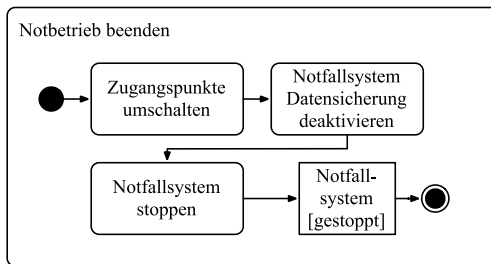 Notbetrieb beenden
Zugangspunkte
umschalten
Notfallsystem
Datensicherung
deaktivieren
Notfallsystem
stoppen
Notfall-
system
[gestoppt]